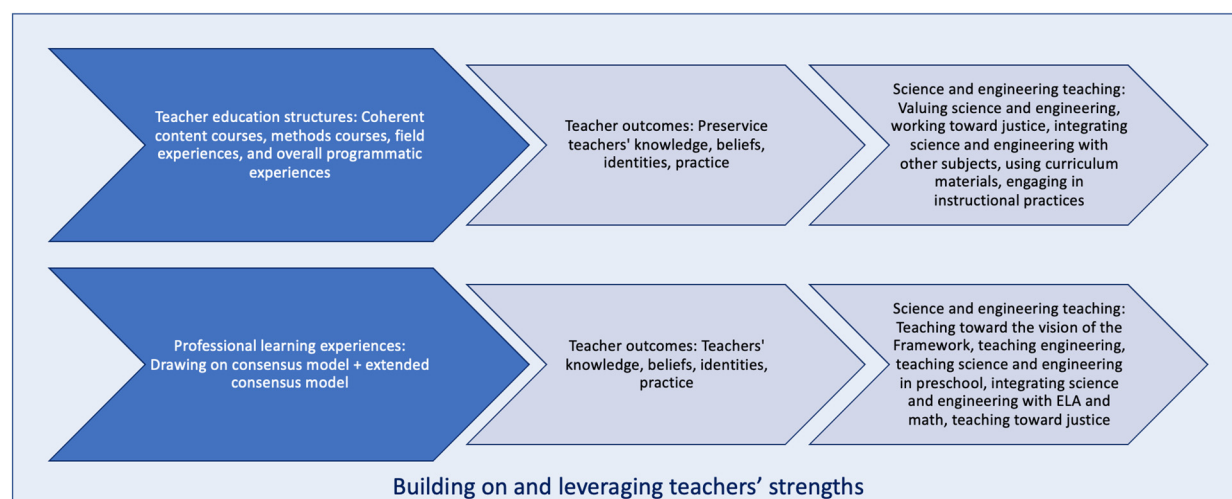 Teacher education structures: Coherent
content courses, methods courses, field
experiences, and overall programmatic
experiences
Teacher outcomes: Preservice
teachers' knowledge, beliefs,
identities, practice
Science and engineering teaching:
Valuing science and engineering,
working toward justice, integrating
science and engineering with
other subjects, using curriculum
materials, engaging in
instructional practices
Professional learning experiences:
Drawing on consensus model + extended
consensus model
Teacher outcomes: Teachers'
knowledge, beliefs, identities,
practice
Science and engineering teaching:
Teaching toward the vision of the
Framework, teaching engineering,
teaching science and engineering
in preschool, integrating science
and engineering with ELA and
math, teaching toward justice
Building on and leveraging teachers’ strengths